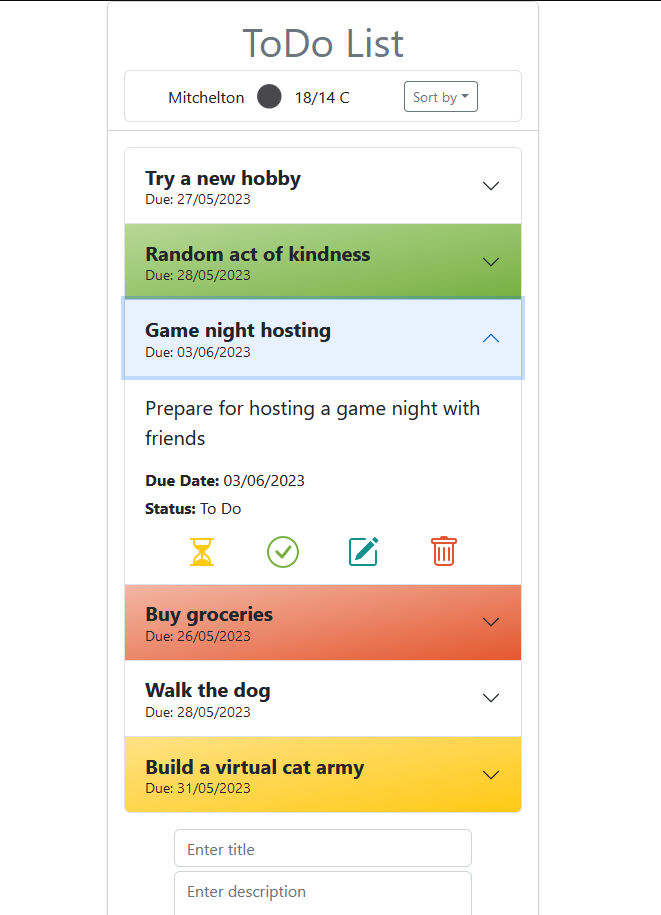 ToDo List
Mitchelton 18/14 C Sort by
Try a new hobby
Due: 27/05/2023
Random act of kindness
Due: 28/05/2023
Game night hosting
Due: 03/06/2023
Prepare for hosting a game night with
friends
Due Date: 03/06/2023
Status: To Do
Buy groceries
Due: 26/05/2023
Walk the dog
Due: 28/05/2023
Build a virtual cat army
Due: 31/05/2023
Enter title
Enter description